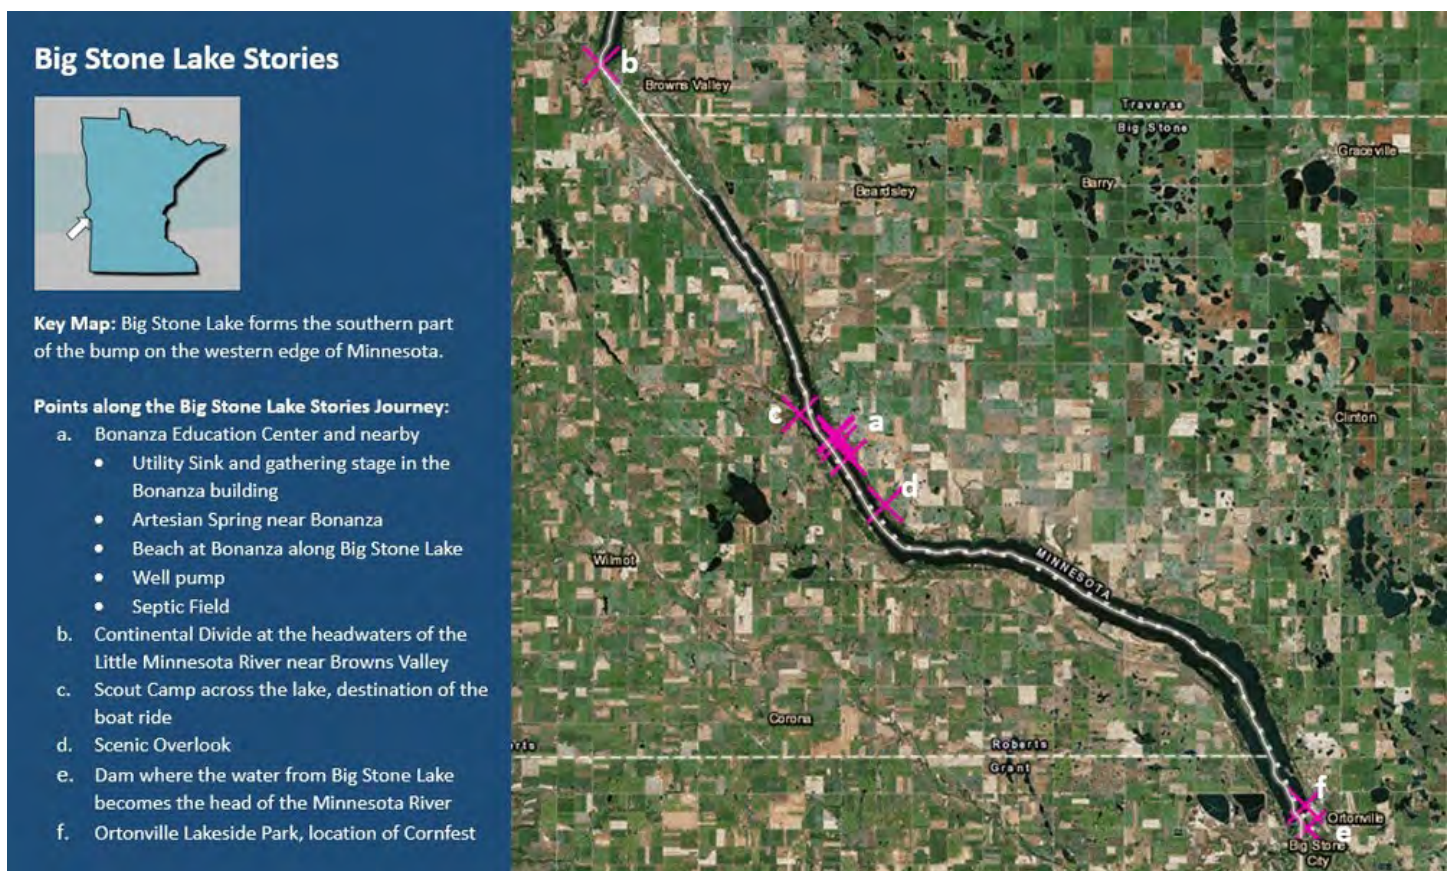 Big Stone Lake Stories
Key Map: Big Stone Lake forms the southern part
of the bump on the western edge of Minnesota.
Points along the Big Stone Lake Stories Journey:
a. Bonanza Education Center and nearby
• Utility Sink and gathering stage in the
Bonanza building
• Artesian Spring near Bonanza
• Beach at Bonanza along Big Stone Lake
• Well pump
• Septic Field
b. Continental Divide at the headwaters of the
Little Minnesota River near Browns Valley
c. Scout Camp across the lake, destination of the
boat ride
d. Scenic Overlook
e. Dam where the water from Big Stone Lake
becomes the head of the Minnesota River
f. Ortonville Lakeside Park, location of Cornfest
b
Browns Valley
Traverse
Big Stone
Graceville
Barry
Beardsley
c
a
Clinton
d
Wilmot
MINNESOTA
Corona
rts
Roberts
Grant
f
Ortonville
e
Big Stone
City